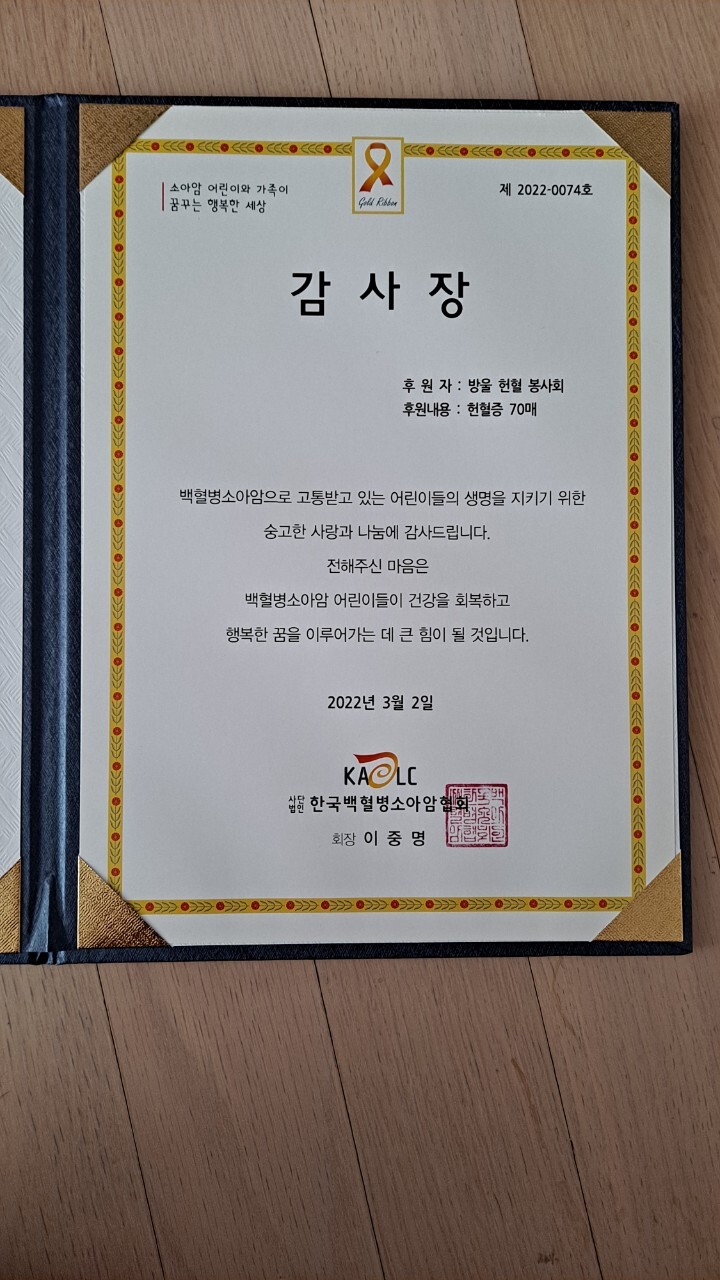 소아암 어린이와 가족이
꿈꾸는 행복한 세상
Gold Ribbon
제 2022-0074호
감 사 장
후 원 자 : 방울 헌혈 봉사회
후원내용 : 헌혈증 70매
백혈병소아암으로 고통받고 있는 어린이들의 생명을 지키기 위한
숭고한 사랑과 나눔에 감사드립니다.
전해주신 마음은
백혈병소아암 어린이들이 건강을 회복하고
행복한 꿈을 이루어가는 데 큰 힘이 될 것입니다.
2022년 3월 2일
KACLC
사단법인 한국백혈병소아암협회
회장 이 중 명